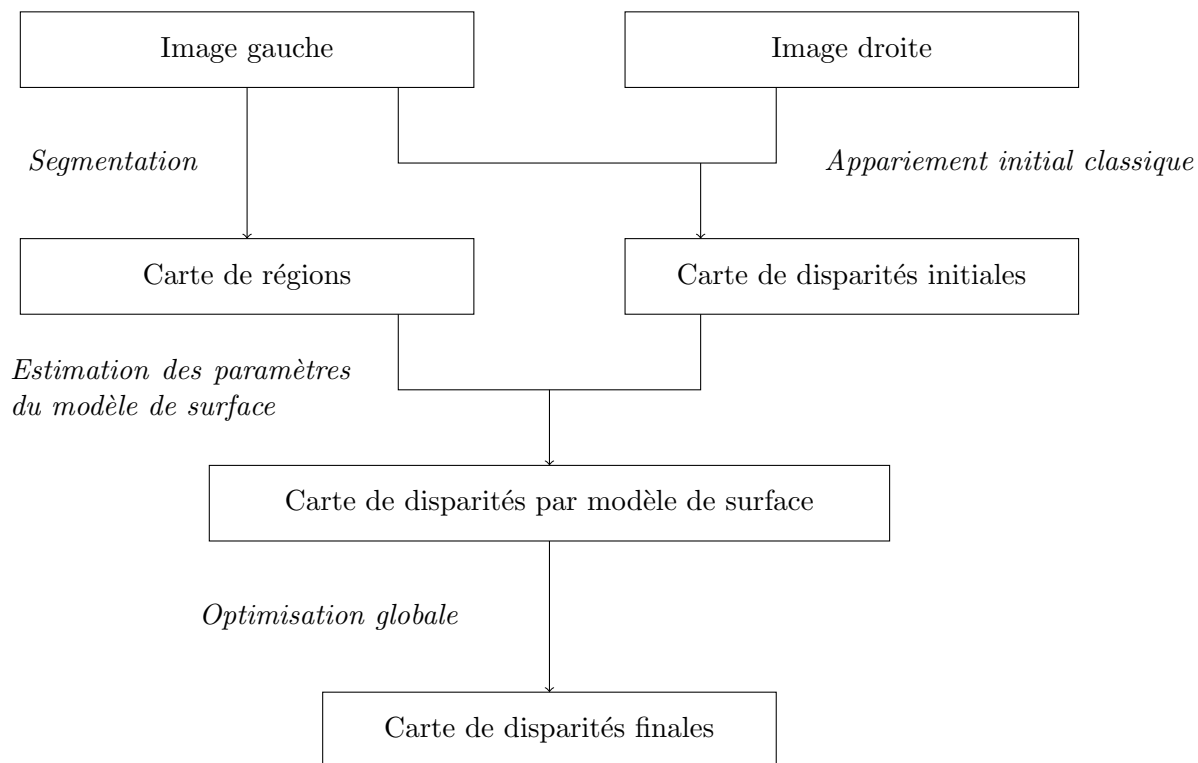 Image gauche
Image droite
Segmentation
Appariement initial classique
Carte de régions
Carte de disparités initiales
Estimation des paramètres
du modèle de surface
Carte de disparités par modèle de surface
Optimisation globale
Carte de disparités finales